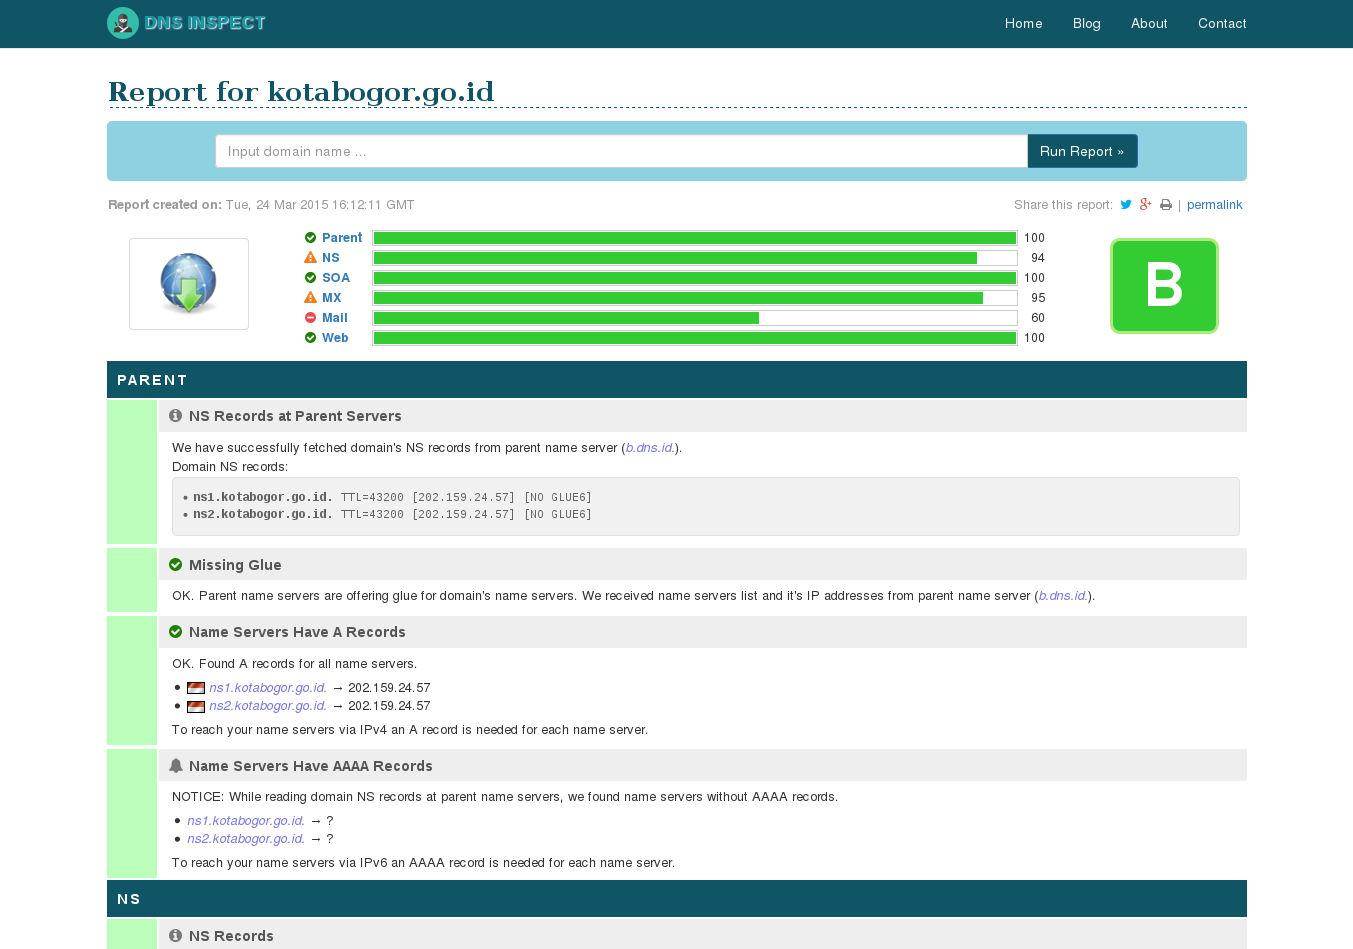 DNS INSPECT
Home Blog About Contact
Report for kotabogor.go.id
Input domain name ... Run Report »
Report created on: Tue, 24 Mar 2015 16:12:11 GMT Share this report: | permalink
Parent 100
NS 94
SOA 100
MX 95
Mail 60
Web 100
B
PARENT
NS Records at Parent Servers
We have successfully fetched domain's NS records from parent name server (b.dns.id.).
Domain NS records:
• ns1.kotabogor.go.id. TTL=43200 [202.159.24.57] [NO GLUE6]
• ns2.kotabogor.go.id. TTL=43200 [202.159.24.57] [NO GLUE6]
Missing Glue
OK. Parent name servers are offering glue for domain's name servers. We received name servers list and it's IP addresses from parent name server (b.dns.id.).
Name Servers Have A Records
OK. Found A records for all name servers.
• ns1.kotabogor.go.id. → 202.159.24.57
• ns2.kotabogor.go.id. → 202.159.24.57
To reach your name servers via IPv4 an A record is needed for each name server.
Name Servers Have AAAA Records
NOTICE: While reading domain NS records at parent name servers, we found name servers without AAAA records.
• ns1.kotabogor.go.id. → ?
• ns2.kotabogor.go.id. → ?
To reach your name servers via IPv6 an AAAA record is needed for each name server.
NS
NS Records